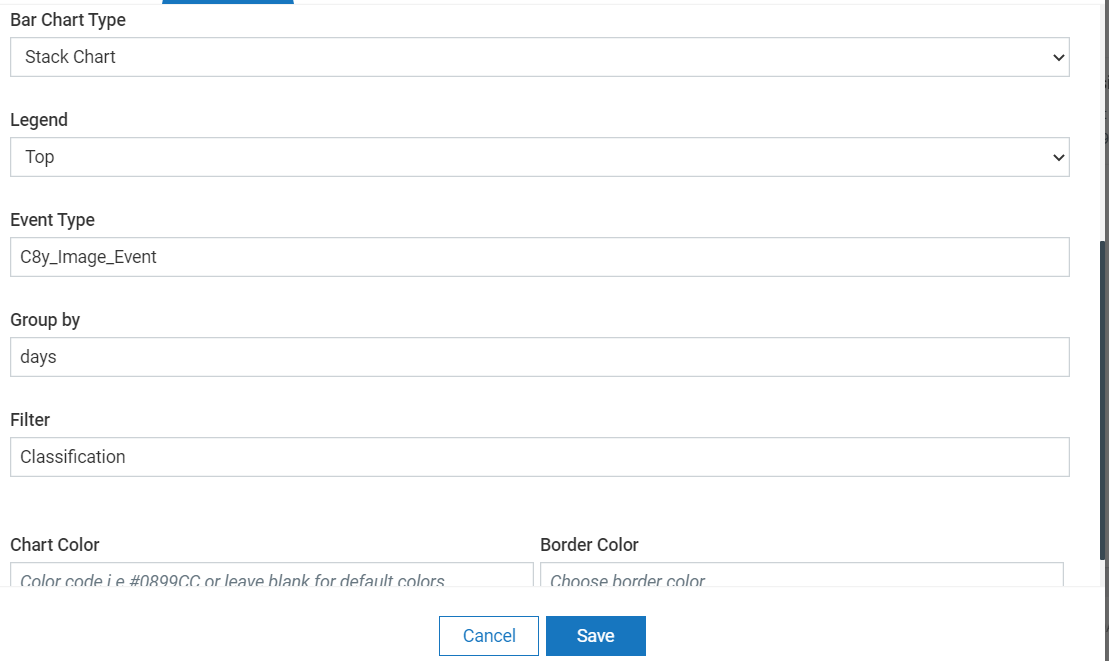 Bar Chart Type
Stack Chart
Legend
Top
Event Type
C8y_Image_Event
Group by
days
Filter
Classification
Chart Color
Border Color
Color code i.e #0899CC or leave blank for default colors
Choose border color
Cancel
Save